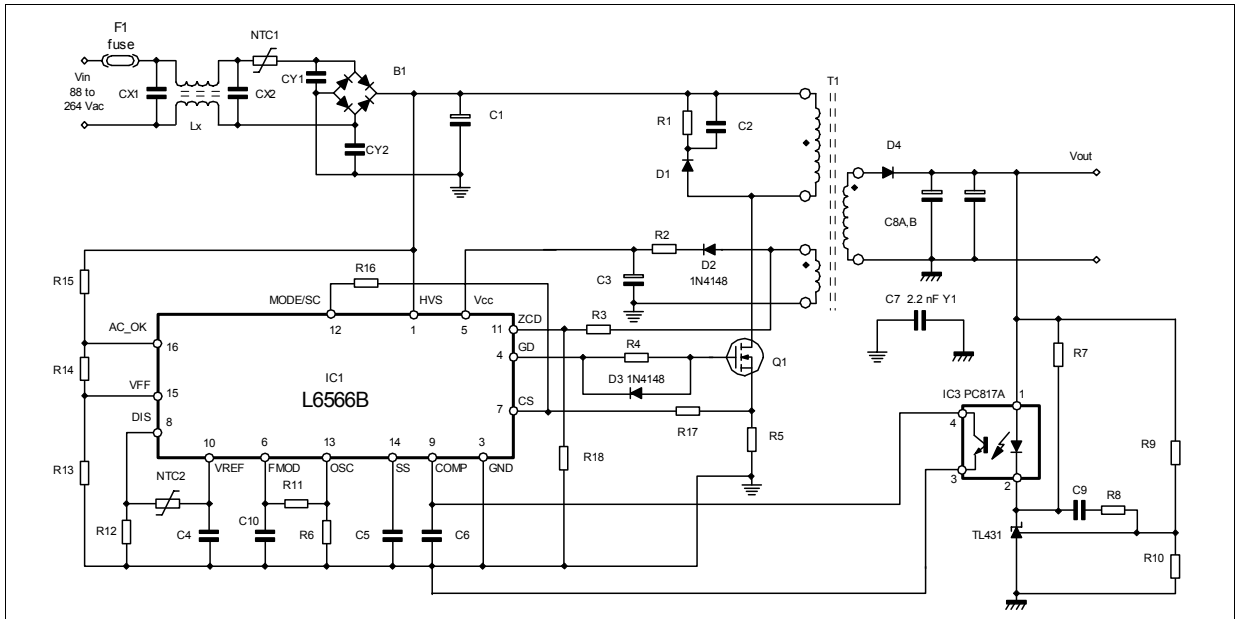 F1
fuse
NTC1
Vin
88 to
264 Vac
CX1
Lx
CX2
CY1
B1
CY2
C1
R1
C2
D1
T1
D4
Vout
C8A,B
R15
R16
MODE/SC
HVS
Vcc
C3
R2
D2
1N4148
C7 2.2 nF Y1
AC_OK
12
1
5
ZCD
11
R3
16
GD
4
R4
Q1
R7
R14
VFF
15
IC1
L6566B
D3 1N4148
IC3 PC817A
1
DIS
8
CS
7
R17
4
R5
R9
10
6
13
14
9
3
R13
VREF
FMOD
OSC
SS
COMP
GND
R18
3
2
NTC2
R11
C9
R8
R12
C4
C10
R6
C5
C6
TL431
R10